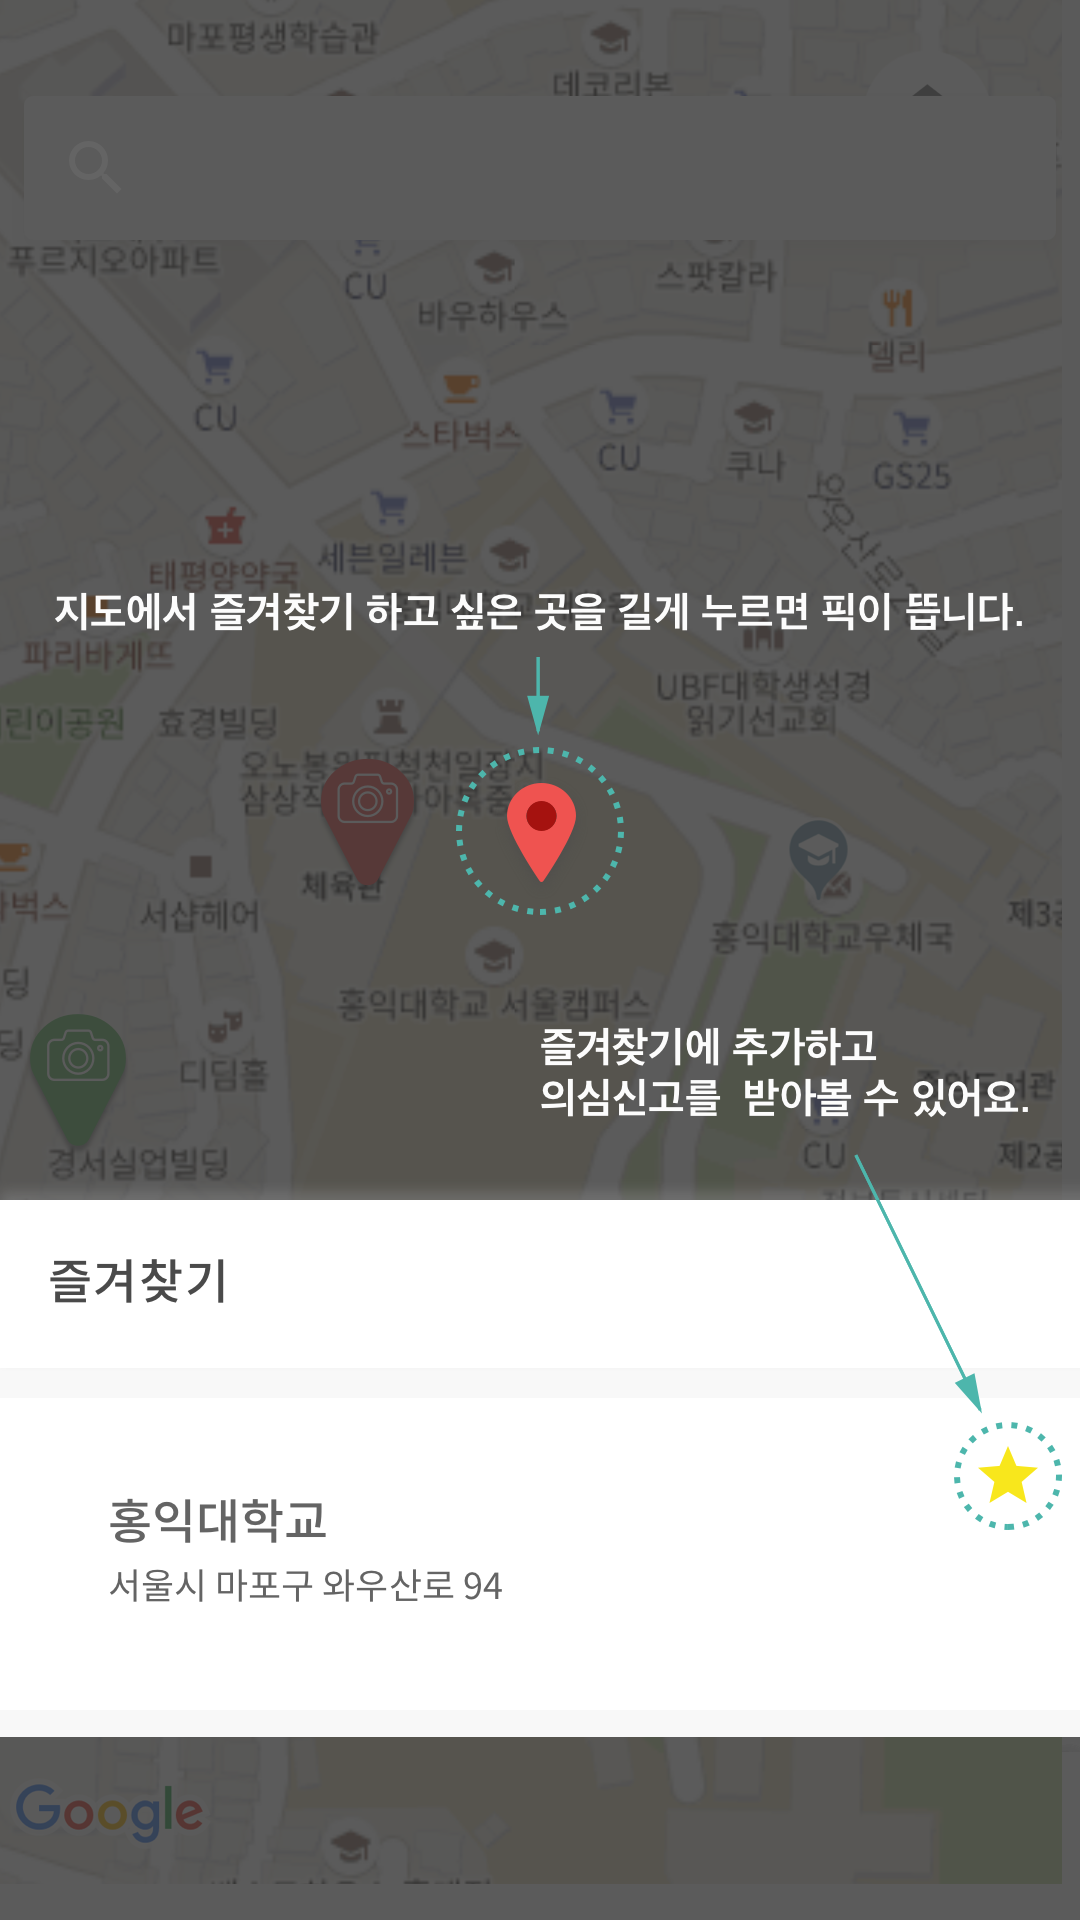 마포평생학습관
데코리본
푸르지오아파트
CU
바우하우스
스팟칼라
델리
CU
스타벅스
CU
쿠나
GS25
와우산로
세븐일레븐
태평양약국
지도에서 즐겨찾기 하고 싶은 곳을 길게 누르면 픽이 뜹니다.
파리바게뜨
UBF대학생성경
읽기선교회
린이공원
효경빌딩
체육관
서샵헤어
벅스
제3공
홍익대학교우체국
딩
홍익대학교 서울캠퍼스
딩
디딤홀
즐겨찾기에 추가하고
의심신고를 받아볼 수 있어요.
CU
제2공
경서실업빌딩
즐겨찾기
홍익대학교
서울시 마포구 와우산로 94
Google